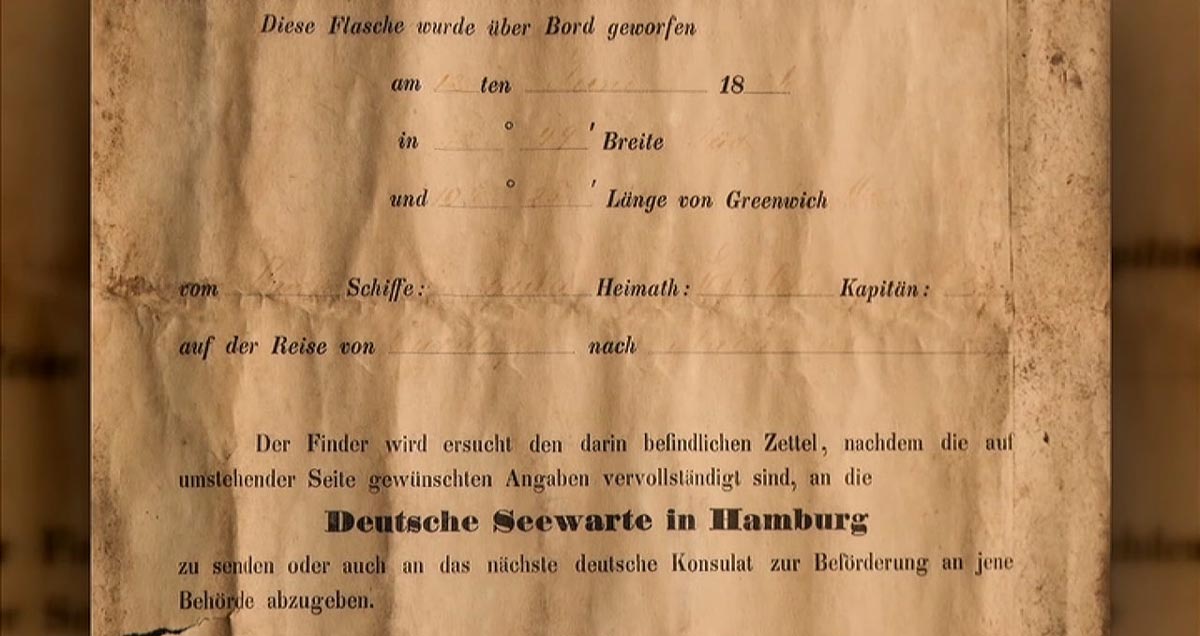 Diese Flasche wurde über Bord geworfen
am ten 18
in ° ' Breite
und ° ' Länge von Greenwich
vom Schiffe: Heimath: Kapitän:
auf der Reise von nach
Der Finder wird ersucht den darin befindlichen Zettel, nachdem die auf
umstehender Seite gewünschten Angaben vervollständigt sind, an die
Deutsche Seewarte in Hamburg
zu senden oder auch an das nächste deutsche Konsulat zur Beförderung an jene
Behörde abzugeben.